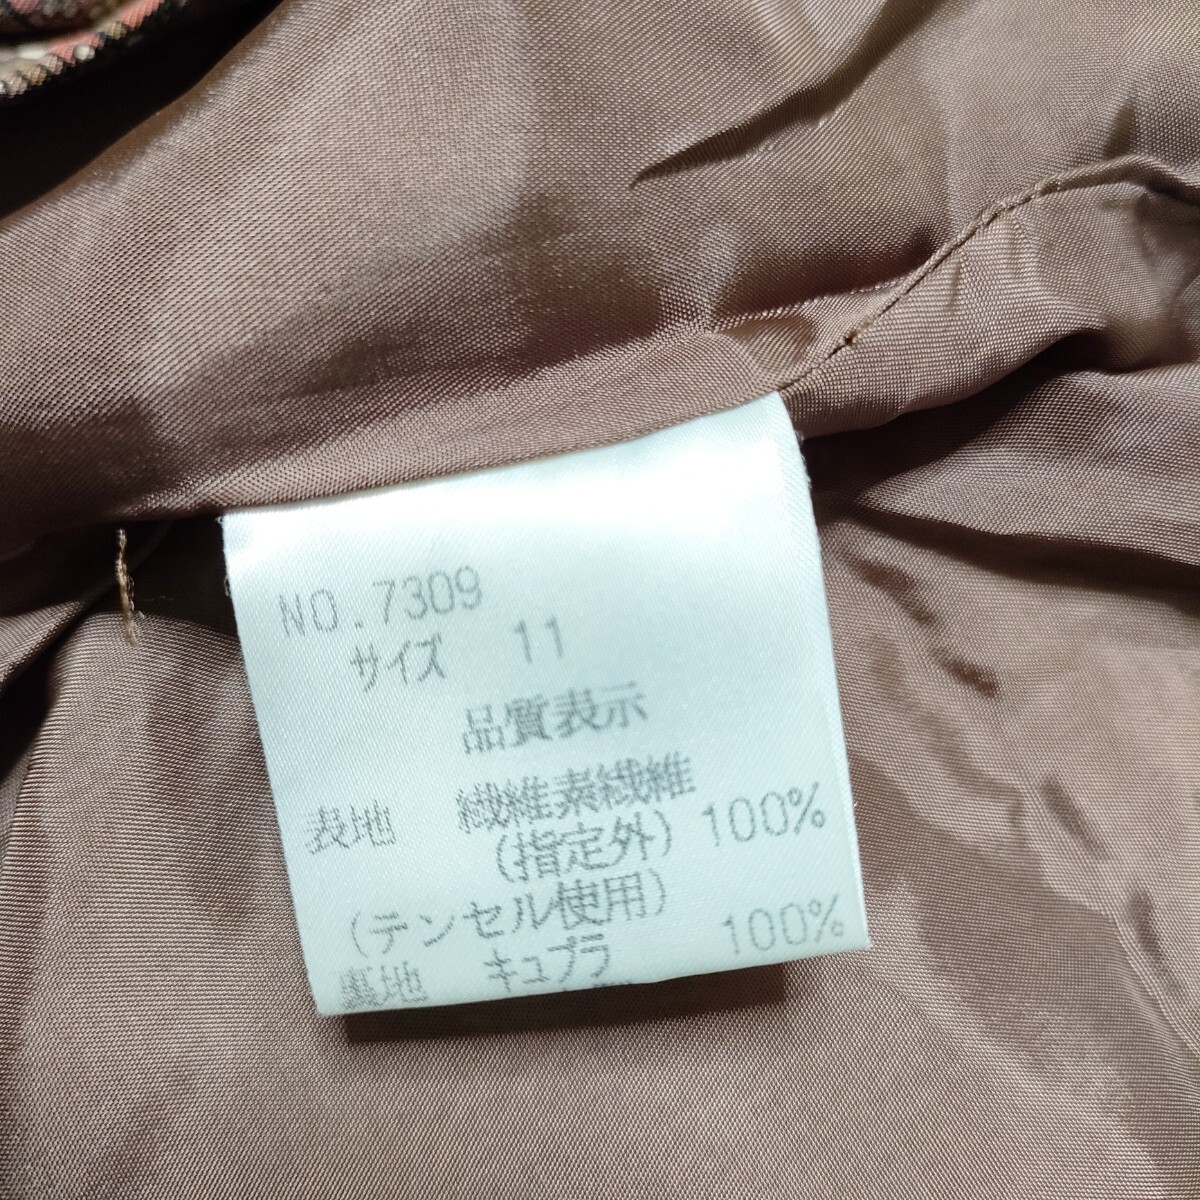 NO.7309
サイズ 11
品質表示
表地 繊維素繊維
(指定外) 100%
(テンセル使用)
裏地 キュプラ 100%